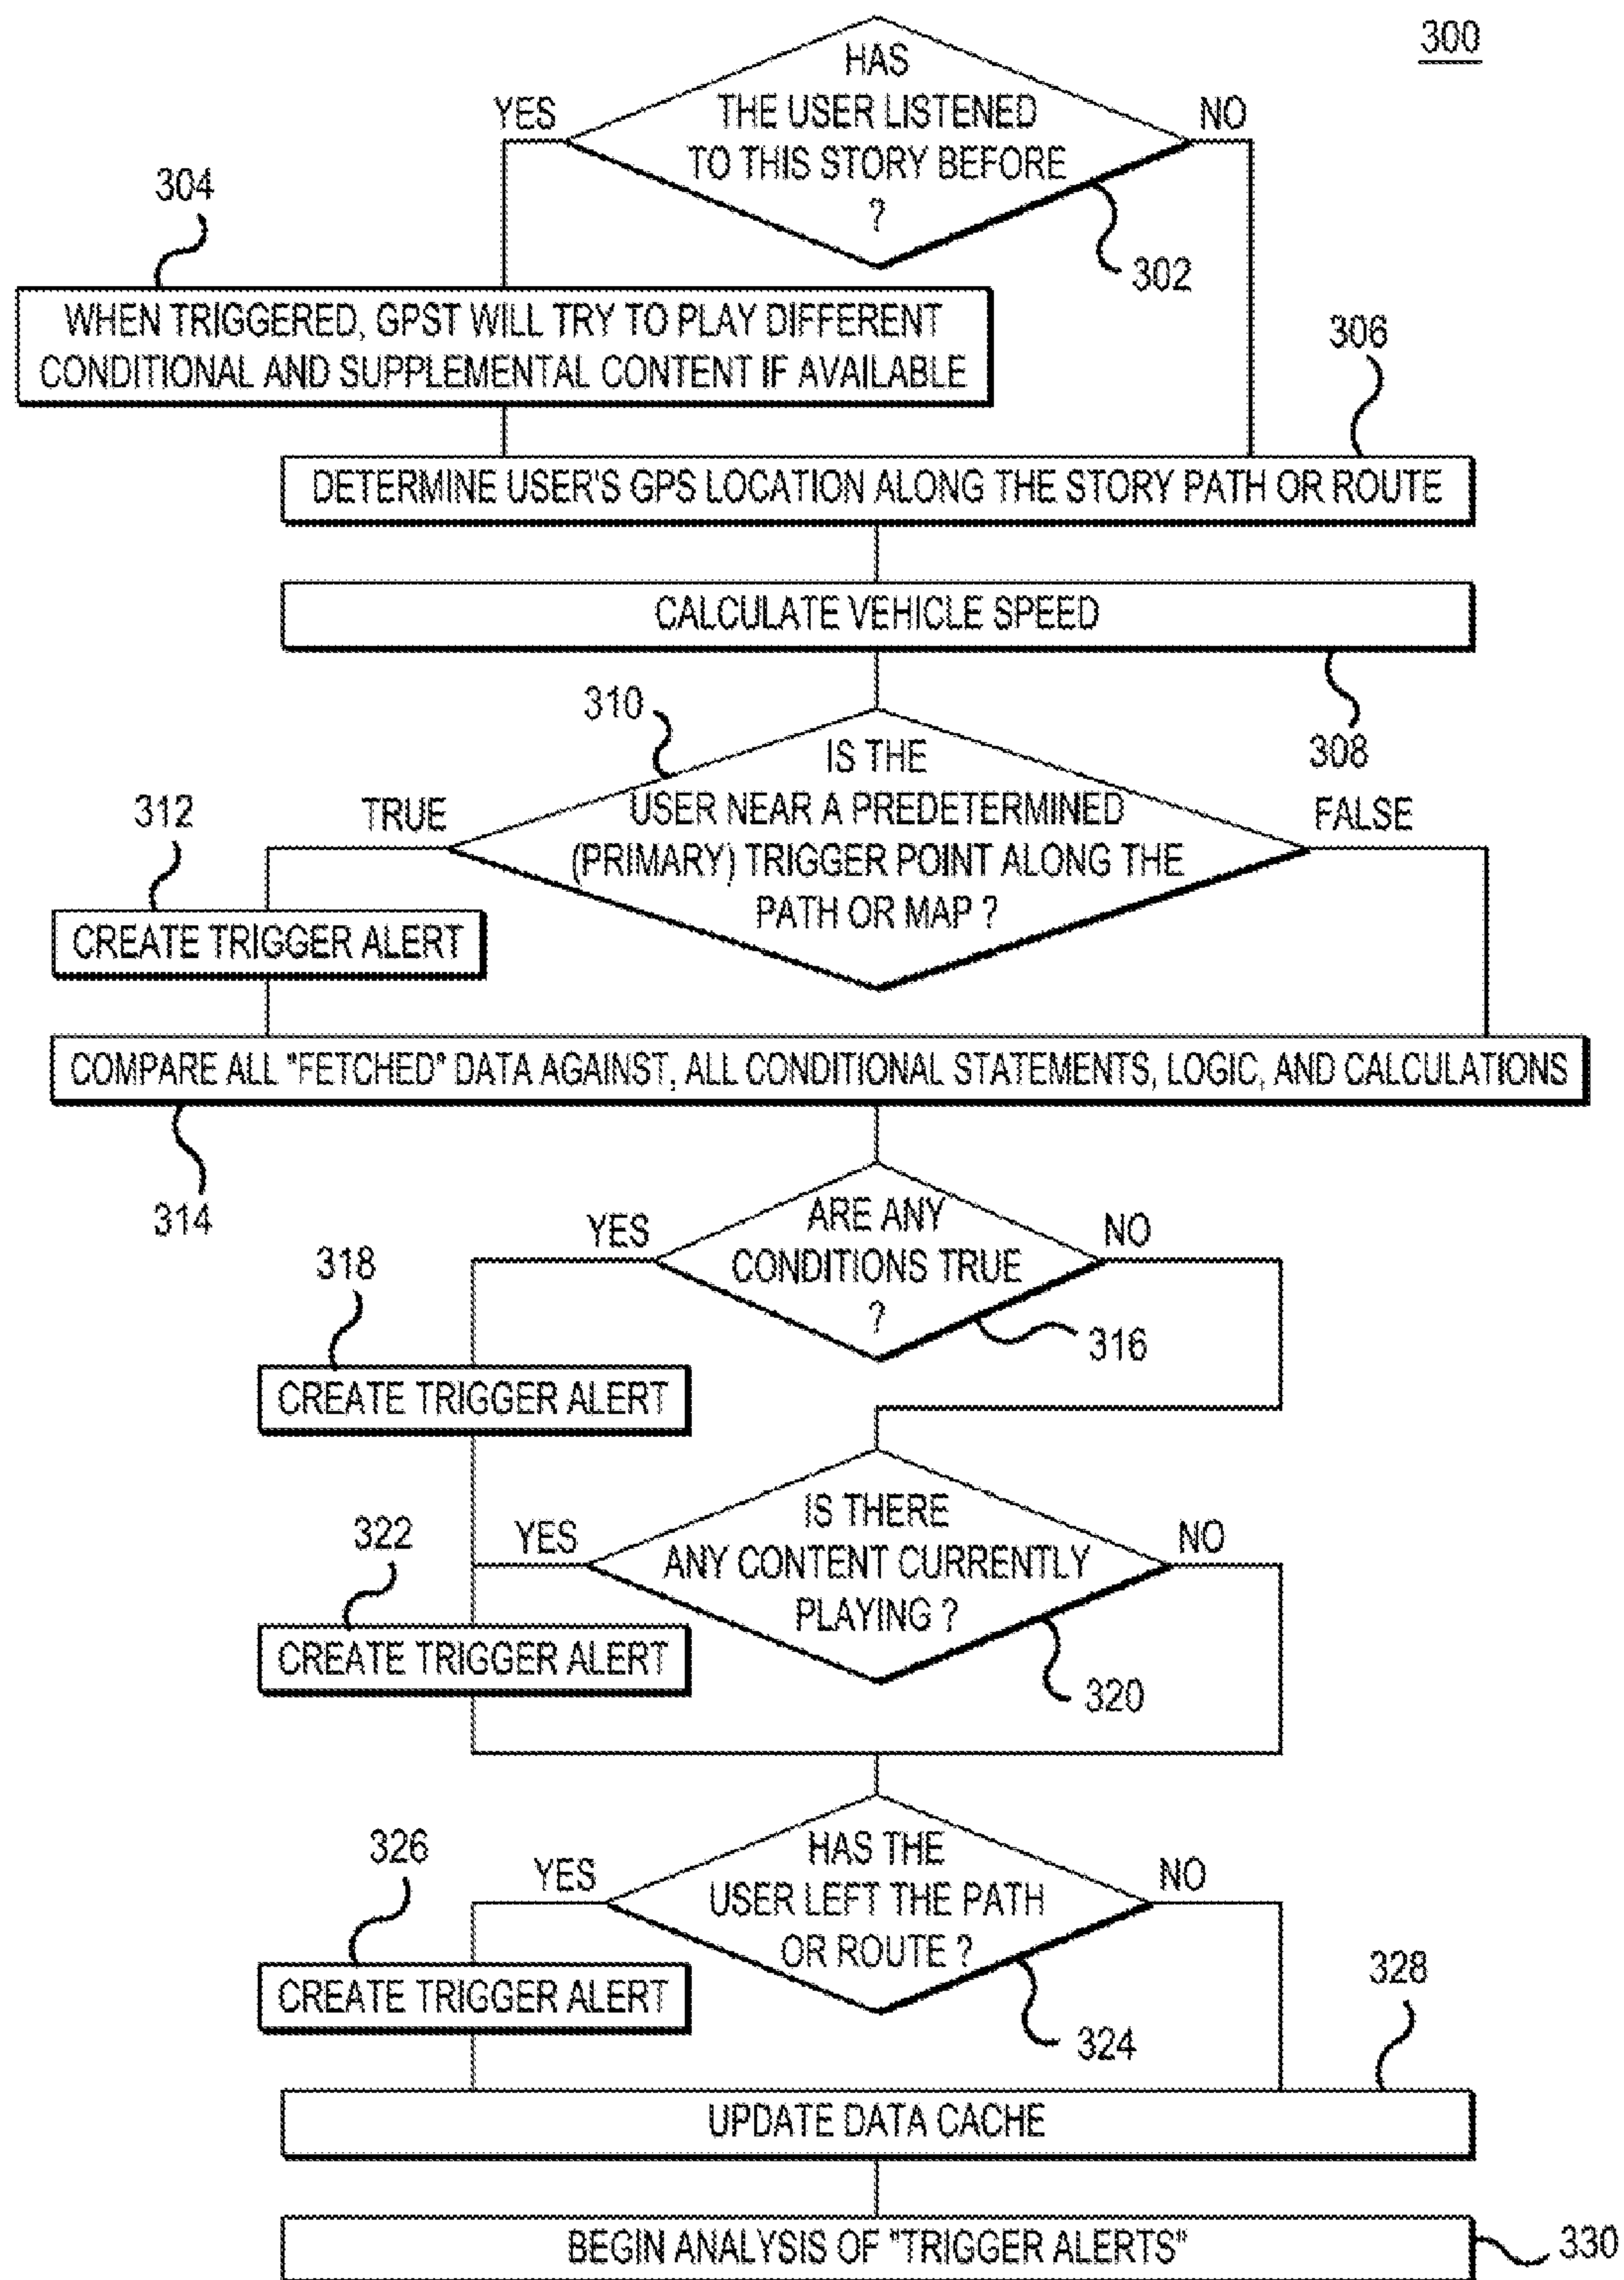 300
HAS
THE USER LISTENED
TO THIS STORY BEFORE
?
YES
NO
302
304
WHEN TRIGGERED, GPST WILL TRY TO PLAY DIFFERENT
CONDITIONAL AND SUPPLEMENTAL CONTENT IF AVAILABLE
306
DETERMINE USER'S GPS LOCATION ALONG THE STORY PATH OR ROUTE
CALCULATE VEHICLE SPEED
308
310
IS THE
USER NEAR A PREDETERMINED
(PRIMARY) TRIGGER POINT ALONG THE
PATH OR MAP ?
TRUE
FALSE
312
CREATE TRIGGER ALERT
COMPARE ALL "FETCHED" DATA AGAINST, ALL CONDITIONAL STATEMENTS, LOGIC, AND CALCULATIONS
314
ARE ANY
CONDITIONS TRUE
?
YES
NO
316
318
CREATE TRIGGER ALERT
IS THERE
ANY CONTENT CURRENTLY
PLAYING ?
YES
NO
320
322
CREATE TRIGGER ALERT
HAS THE
USER LEFT THE PATH
OR ROUTE ?
YES
NO
324
326
CREATE TRIGGER ALERT
328
UPDATE DATA CACHE
BEGIN ANALYSIS OF "TRIGGER ALERTS"
330